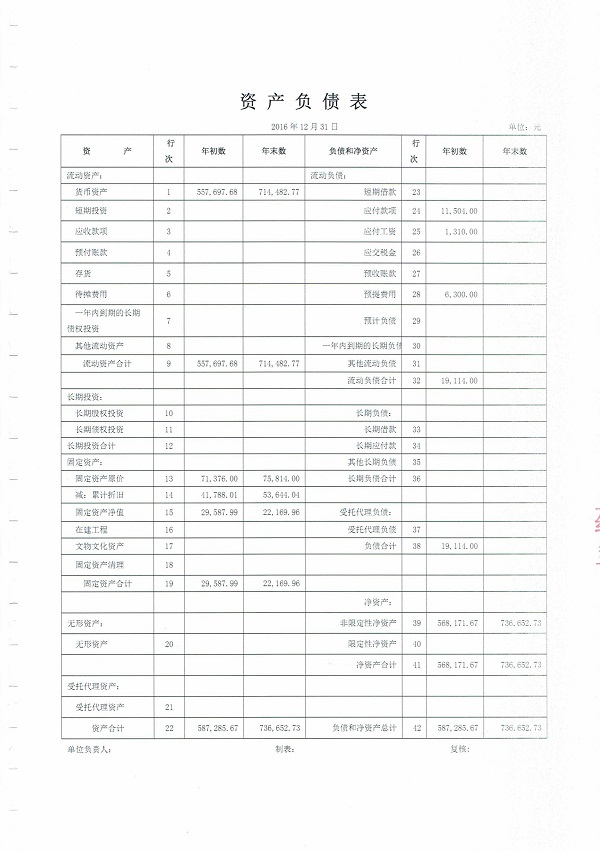 资 产 负 债 表
2016 年 12 月 31 日 单位: 元
资 产 行次 年初数 年末数 负债和净资产 行次 年初数 年末数
流动资产: 流动负债:
货币资产 1 557,697.68 714,482.77 短期借款 23
短期投资 2 应付款项 24 11,504.00
应收款项 3 应付工资 25 1,310.00
预付账款 4 应交税金 26
存货 5 预收账款 27
待摊费用 6 预提费用 28 6,300.00
一年内到期的长期债权投资 7 预计负债 29
其他流动资产 8 一年内到期的长期负债 30
流动资产合计 9 557,697.68 714,482.77 其他流动负债 31
流动负债合计 32 19,114.00
长期投资:
长期股权投资 10 长期负债:
长期债权投资 11 长期借款 33
长期投资合计 12 长期应付款 34
固定资产: 其他长期负债 35
固定资产原价 13 71,376.00 75,814.00 长期负债合计 36
减: 累计折旧 14 41,788.01 53,644.04
固定资产净值 15 29,587.99 22,169.96 受托代理负债:
在建工程 16 受托代理负债 37
文物文化资产 17 负债合计 38 19,114.00
固定资产清理 18
固定资产合计 19 29,587.99 22,169.96
净资产:
无形资产: 非限定性净资产 39 568,171.67 736,652.73
无形资产 20 限定性净资产 40
净资产合计 41 568,171.67 736,652.73
受托代理资产:
受托代理资产 21
资产合计 22 587,285.67 736,652.73 负债和净资产总计 42 587,285.67 736,652.73
单位负责人: 制表: 复核: